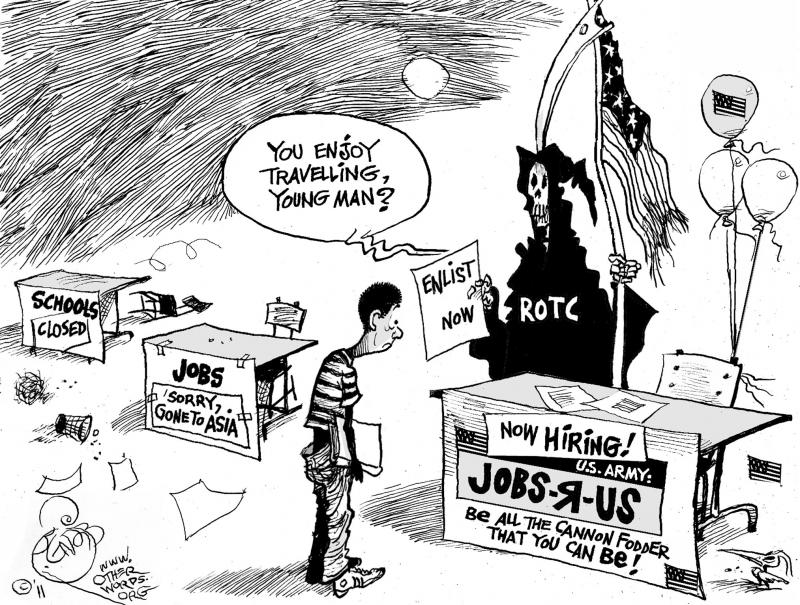 YOU ENJOY
TRAVELLING,
YOUNG MAN?
ENLIST
NOW
ROTC
SCHOOLS
CLOSED
JOBS
SORRY,
GONE TO ASIA
NOW HIRING!
U.S. ARMY:
JOBS-Я-US
BE ALL THE CANNON FODDER
THAT YOU CAN BE!
WWW.
OTHER
WORDS.
ORG
© '11